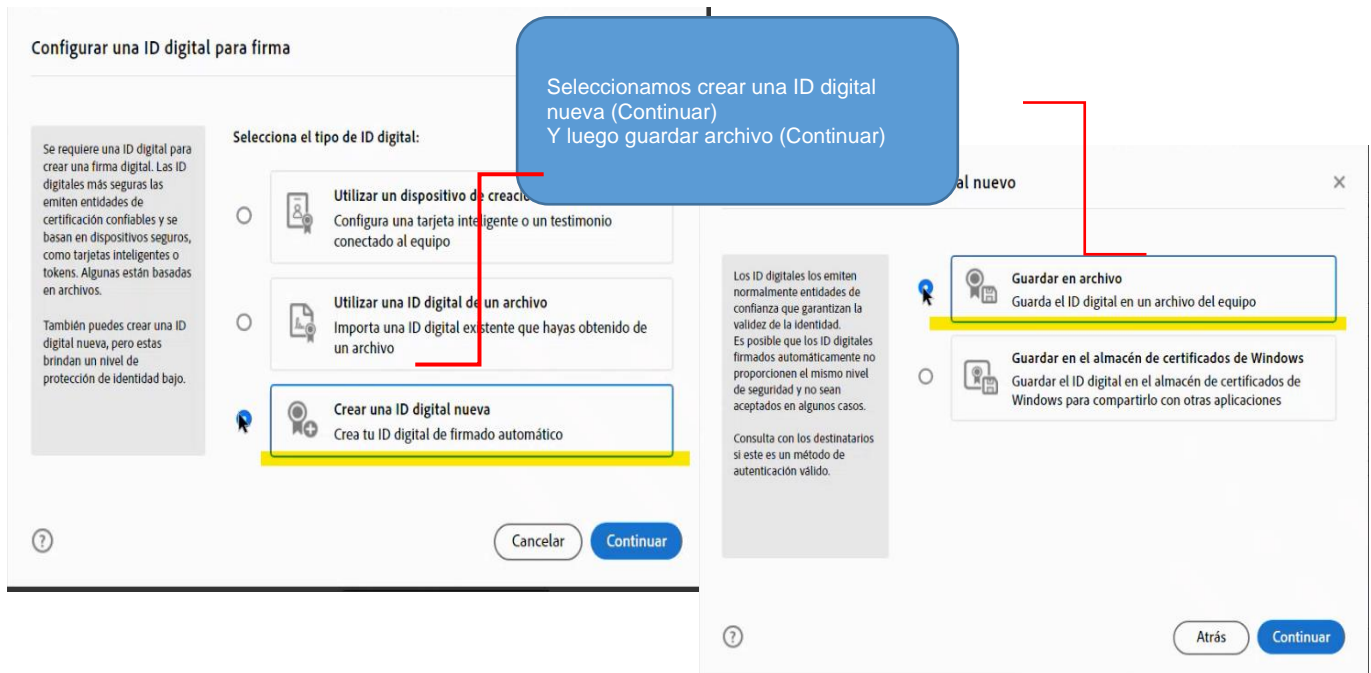 Configurar una ID digital para firma
Seleccionamos crear una ID digital
nueva (Continuar)
Y luego guardar archivo (Continuar)
Se requiere una ID digital para
crear una firma digital. Las ID
digitales más seguras las
emiten entidades de
certificación confiables y se
basan en dispositivos seguros,
como tarjetas inteligentes o
tokens. Algunas están basadas
en archivos.
También puedes crear una ID
digital nueva, pero estas
brindan un nivel de
protección de identidad bajo.
Selecciona el tipo de ID digital:
Utilizar un dispositivo de
Configura una tarjeta inteligente o un testimonio
conectado al equipo
Utilizar una ID digital de un archivo
Importa una ID digital existente que hayas obtenido de
un archivo
Crear una ID digital nueva
Crea tu ID digital de firmado automático
?
Cancelar
Continuar
al nuevo
Los ID digitales los emiten
normalmente entidades de
confianza que garantizan la
validez de la identidad.
Es posible que los ID digitales
firmados automáticamente no
proporcionen el mismo nivel
de seguridad y no sean
aceptados en algunos casos.
Consulta con los destinatarios
si este es un método de
autenticación válido.
Guardar en archivo
Guarda el ID digital en un archivo del equipo
Guardar en el almacén de certificados de Windows
Guardar el ID digital en el almacén de certificados de
Windows para compartirlo con otras aplicaciones
?
Atrás
Continuar